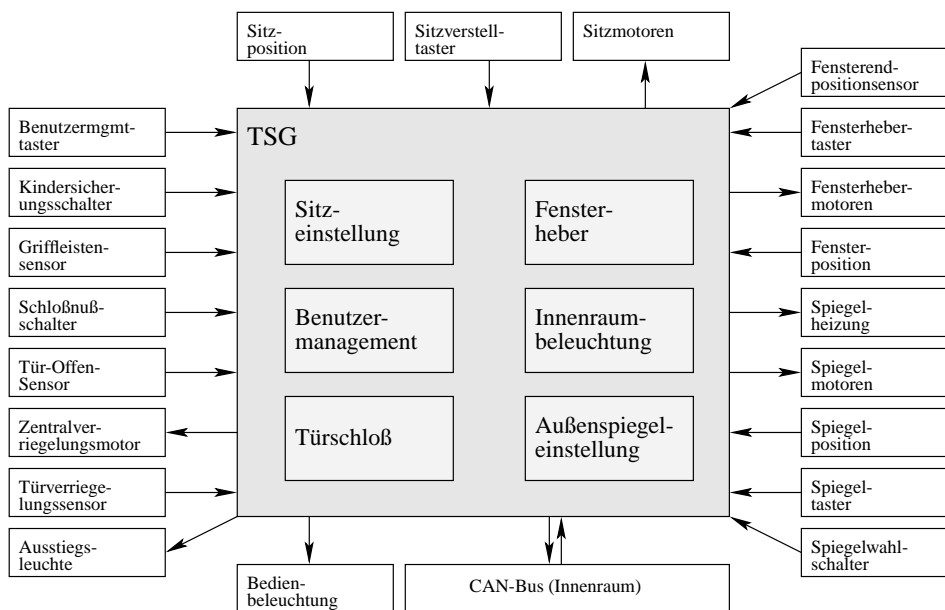 Sitz-
position
Sitzverstell-
taster
Sitzmotoren
Fensterend-
positionsensor
Benutzermgmt-
taster
Kindersicher-
ungsschalter
Griffleisten-
sensor
Schloßnuß-
schalter
Tür-Offen-
Sensor
Zentralver-
riegelungsmotor
Türverriege-
lungssensor
Ausstiegs-
leuchte
TSG
Sitz-
einstellung
Fenster-
heber
Benutzer-
management
Innenraum-
beleuchtung
Türschloß
Außenspiegel-
einstellung
Fensterheber-
taster
Fensterheber-
motoren
Fenster-
position
Spiegel-
heizung
Spiegel-
motoren
Spiegel-
position
Spiegel-
taster
Spiegelwahl-
schalter
Bedien-
beleuchtung
CAN-Bus (Innenraum)